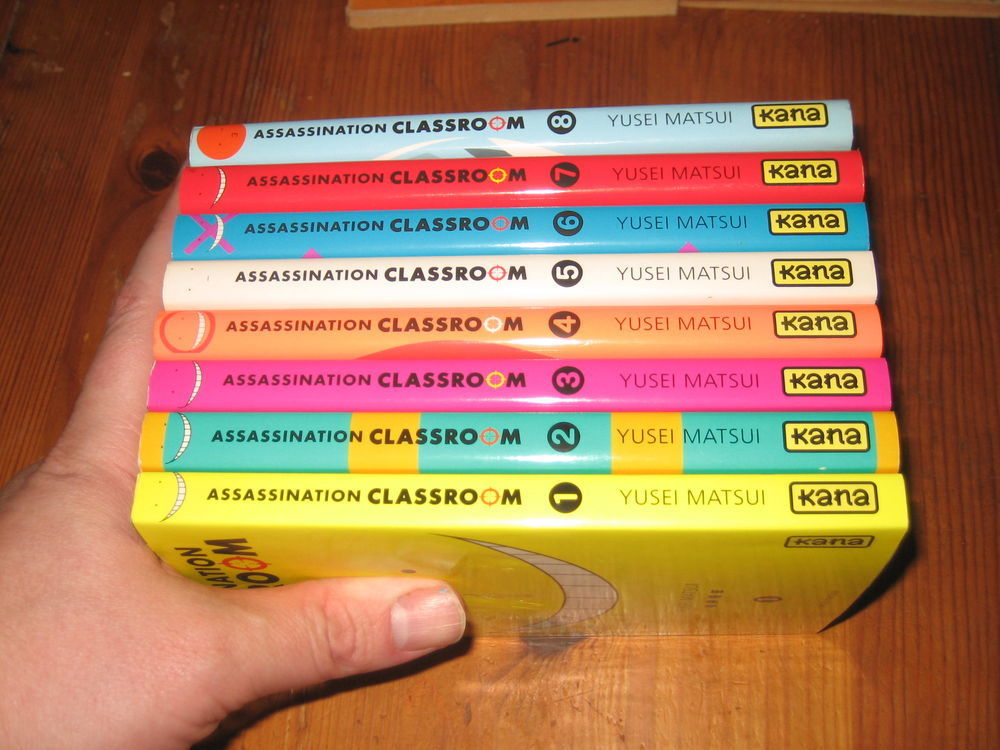 ASSASSINATION CLASSROOM 8 YUSEI MATSUI kana
ASSASSINATION CLASSROOM 7 YUSEI MATSUI kana
ASSASSINATION CLASSROOM 6 YUSEI MATSUI kana
ASSASSINATION CLASSROOM 5 YUSEI MATSUI kana
ASSASSINATION CLASSROOM 4 YUSEI MATSUI kana
ASSASSINATION CLASSROOM 3 YUSEI MATSUI kana
ASSASSINATION CLASSROOM 2 YUSEI MATSUI kana
ASSASSINATION CLASSROOM 1 YUSEI MATSUI kana
kana
NATION
OOM